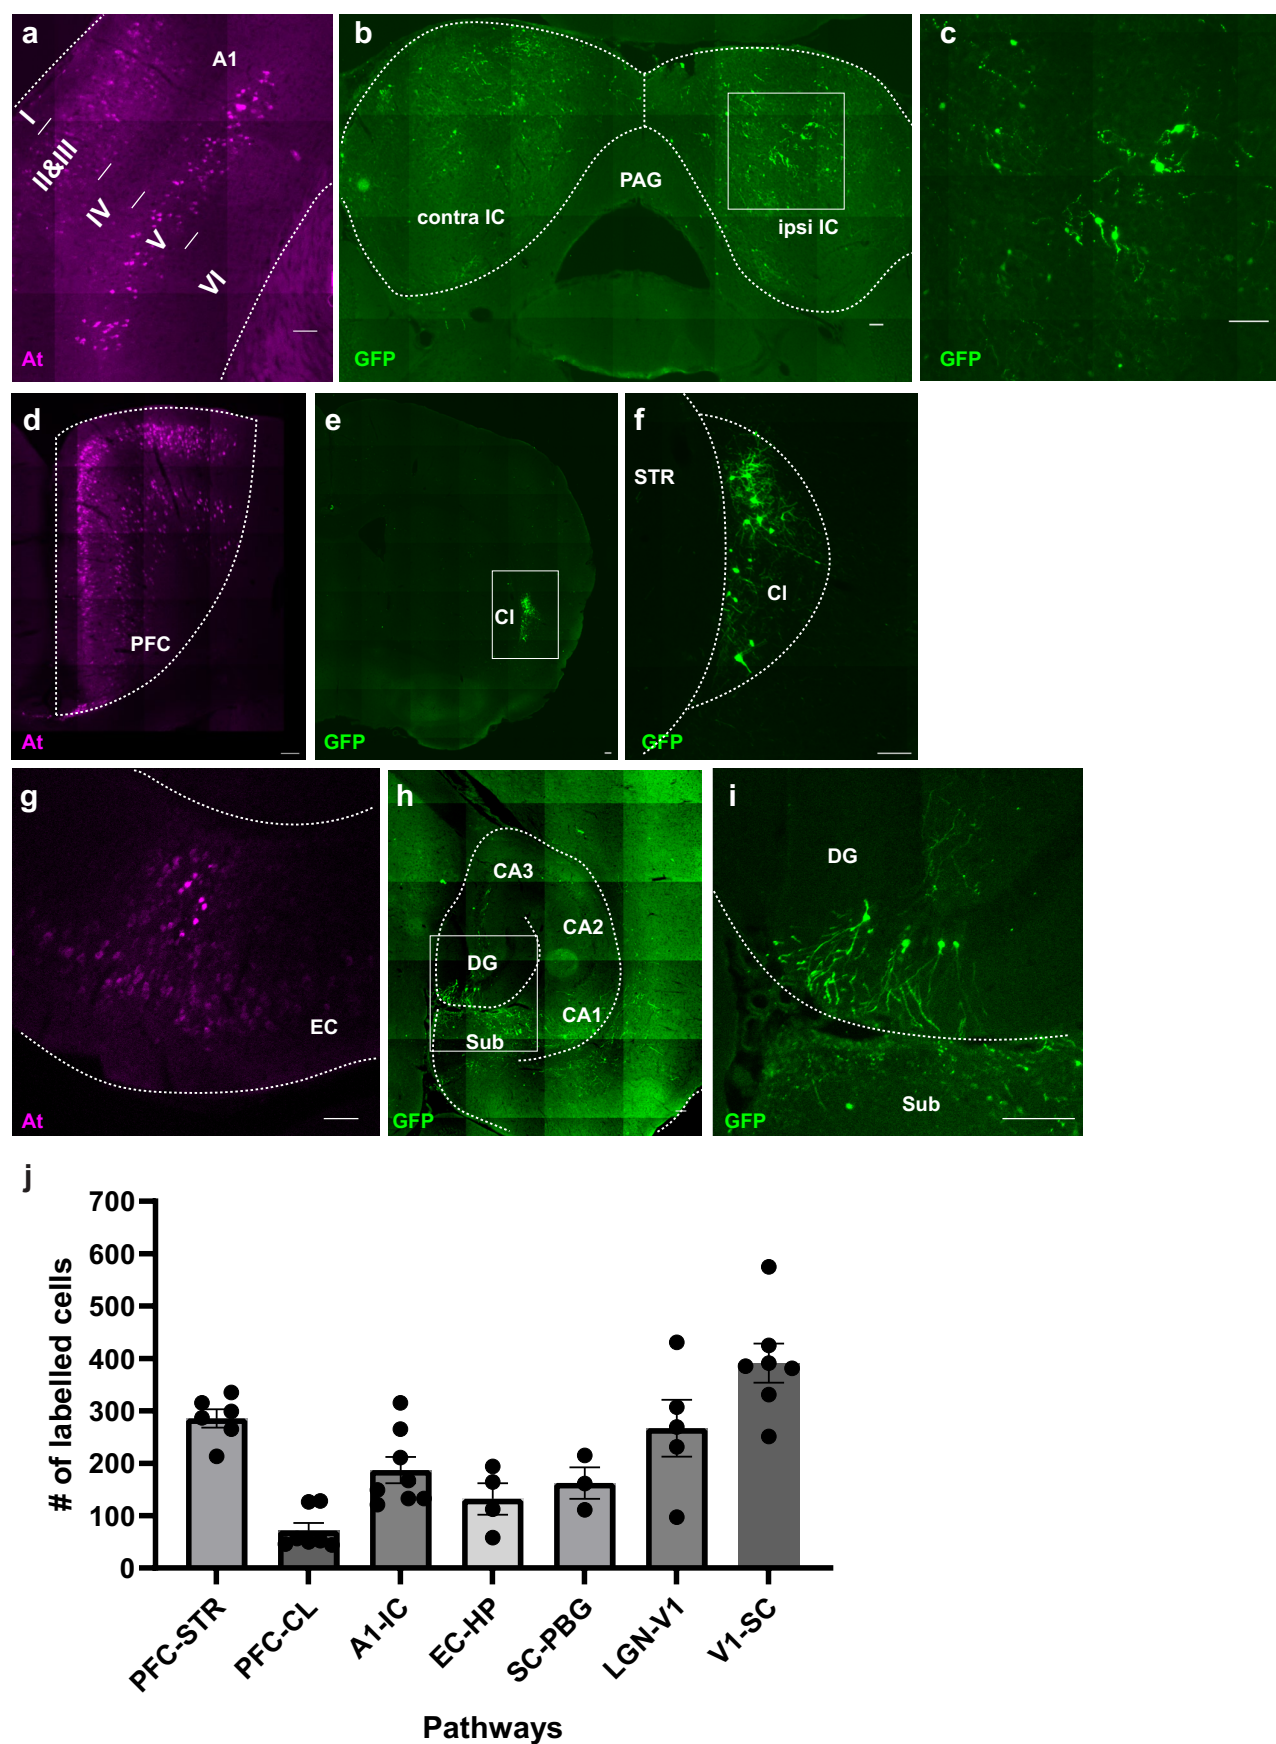 a
A1
I
II&III
IV
V
VI
At
b
contra IC
PAG
ipsi IC
GFP
c
GFP
d
PFC
At
e
Cl
GFP
f
STR
Cl
GFP
g
EC
At
h
CA3
CA2
DG
CA1
Sub
GFP
i
DG
Sub
GFP
j
# of labelled cells
700
600
500
400
300
200
100
0
PFC-STR
PFC-CL
A1-IC
EC-HP
SC-PBG
LGN-V1
V1-SC
Pathways